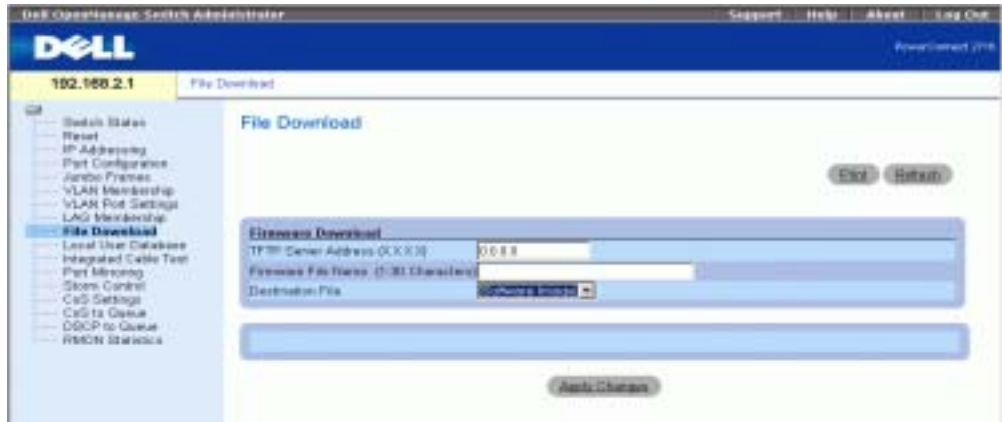 Dell OpenManage Switch Administrator
Support Help About Log Out
DELL
PowerConnect
192.168.2.1
File Download
Switch Status
Reset
IP Addressing
Port Configuration
Jumbo Frames
VLAN Membership
VLAN Port Settings
LAG Membership
File Download
Local User Database
Integrated Cable Test
Port Mirroring
Storm Control
CoS Settings
CoS to Queue
DSCP to Queue
RMON Statistics
File Download
Print Refresh
Firmware Download
TFTP Server Address (X.X.X.X) 0.0.0.0
Firmware File Name (1-30 Characters)
Destination File Software Image
Apply Changes